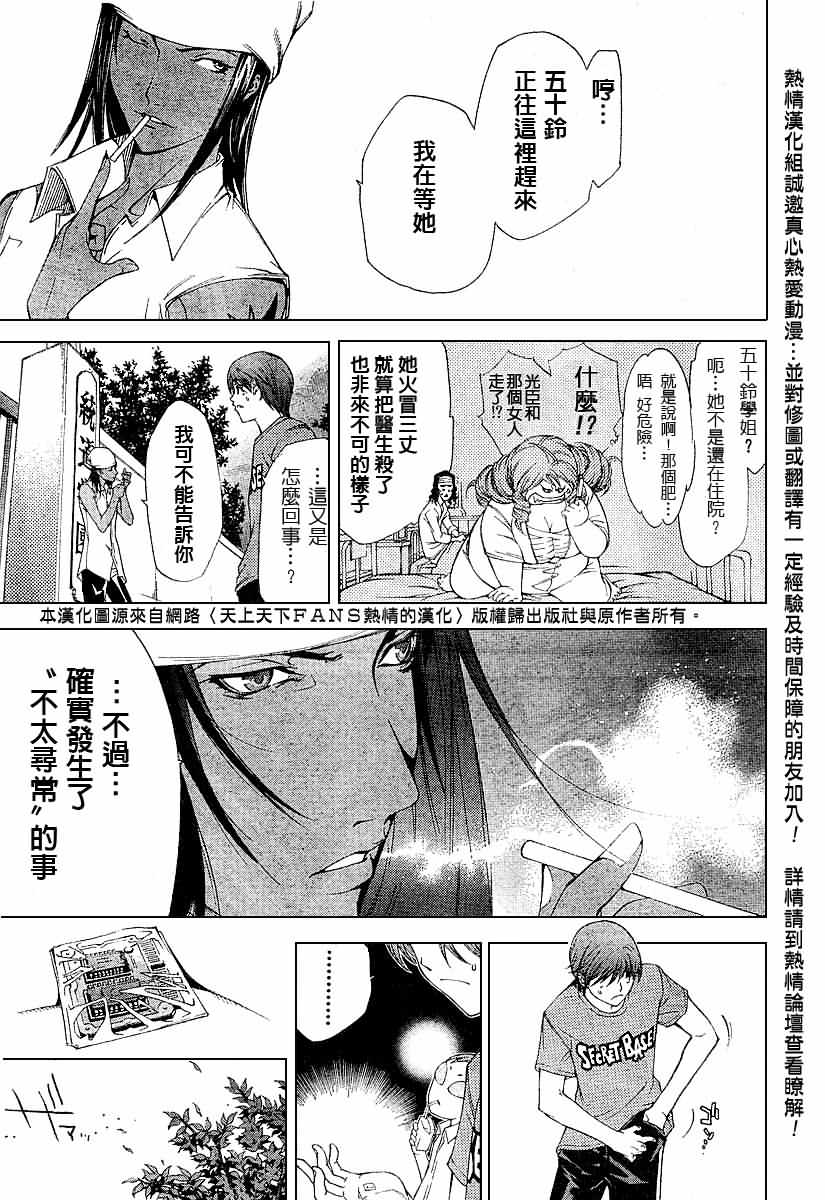 哼…
五十鈴
正往這裡趕來
我在等她
五十鈴學姐？
呃…她不是還在住院？
就是說啊！那個肥…
唔 好危險…
什麼!?
光臣和
那個女人
走了!?
她火冒三丈
就算把醫生殺了
也非來不可的樣子
…這又是
怎麼回事…？
我可不能告訴你
本漢化圖源來自網路〈天上天下FANS熱情的漢化〉版權歸出版社與原作者所有。
…不過…
確實發生了
〝不太尋常〞的事
SECRET BASE
…………
熱情漢化組誠邀真心熱愛動漫…並對修圖或翻譯有一定經驗及時間保障的朋友加入！ 詳情請到熱情論壇查看瞭解！